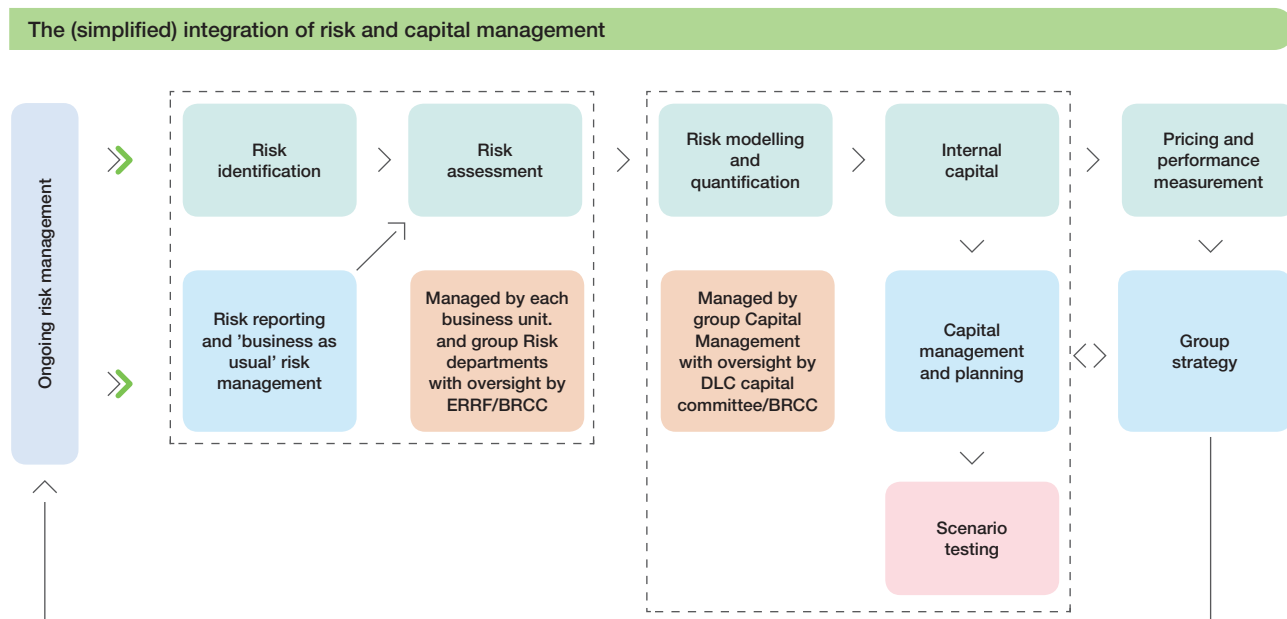 The (simplified) integration of risk and capital management
Ongoing risk management
Risk
identification
Risk
assessment
Risk modelling
and
quantification
Internal
capital
Pricing and
performance
measurement
Risk reporting
and 'business as
usual' risk
management
Managed by each
business unit.
and group Risk
departments
with oversight by
ERRF/BRCC
Managed by
group Capital
Management
with oversight by
DLC capital
committee/BRCC
Capital
management
and planning
Group
strategy
Scenario
testing